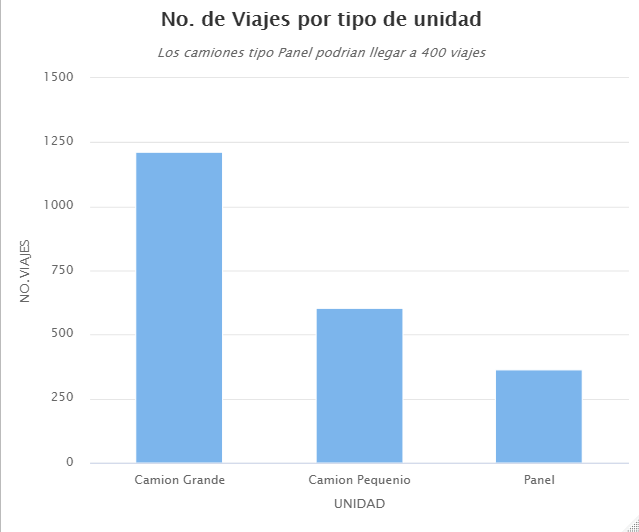 No. de Viajes por tipo de unidad
Los camiones tipo Panel podrian llegar a 400 viajes
1500
1250
1000
750
500
250
0
NO. VIAJES
Camion Grande
Camion Pequenio
Panel
UNIDAD